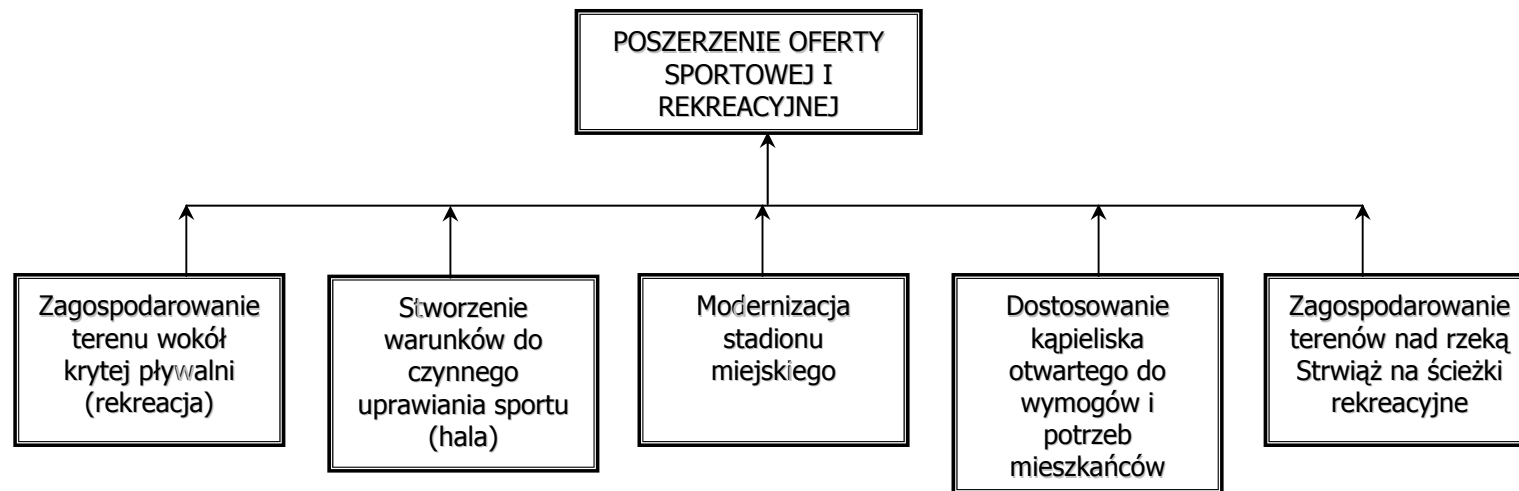 POSZERZENIE OFERTY
SPORTOWEJ I
REKREACYJNEJ
Zagospodarowanie
terenu wokół
krytej pływalni
(rekreacja)
Stworzenie
warunków do
czynnego
uprawiania sportu
(hala)
Modernizacja
stadionu
miejskiego
Dostosowanie
kąpieliska
otwartego do
wymogów i
potrzeb
mieszkańców
Zagospodarowanie
terenów nad rzeką
Strwiąż na ścieżki
rekreacyjne